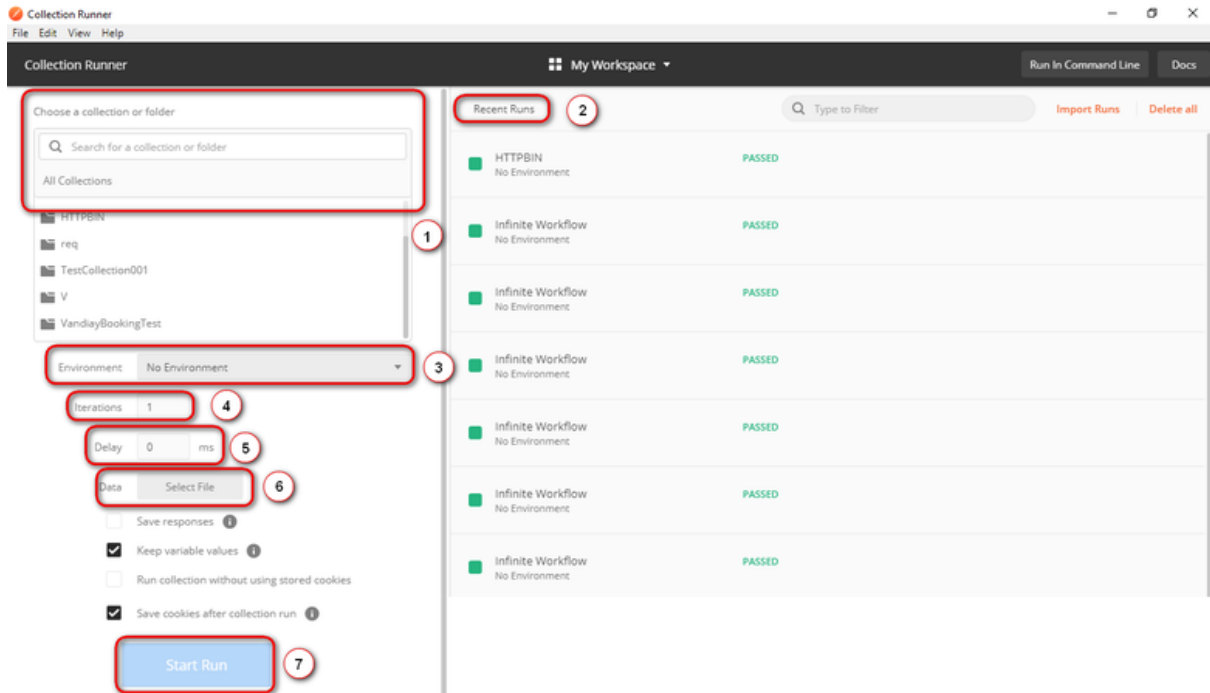 Collection Runner
File Edit View Help
Collection Runner
My Workspace
Run In Command Line
Docs
Choose a collection or folder
Search for a collection or folder
All Collections
HTTPBIN
req
TestCollection001
V
VandiayBookingTest
1
Environment No Environment
3
Iterations 1
4
Delay 0 ms
5
Data Select File
6
Save responses
Keep variable values
Run collection without using stored cookies
Save cookies after collection run
Start Run
7
Recent Runs
2
Type to Filter
Import Runs
Delete all
HTTPBIN PASSED
No Environment
Infinite Workflow PASSED
No Environment
Infinite Workflow PASSED
No Environment
Infinite Workflow PASSED
No Environment
Infinite Workflow PASSED
No Environment
Infinite Workflow PASSED
No Environment
Infinite Workflow PASSED
No Environment